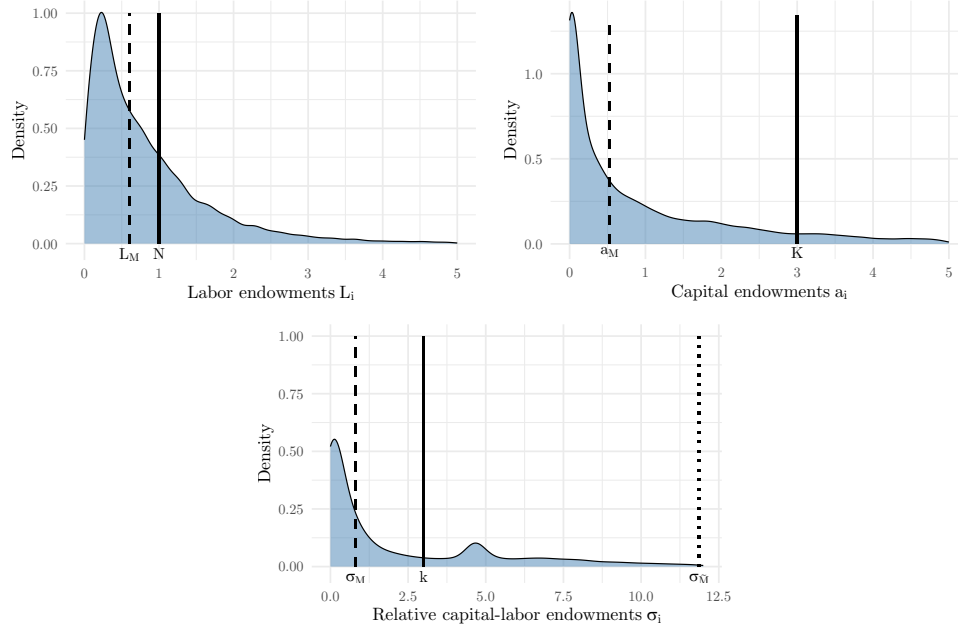 1.00
0.75
0.50
0.25
0.00
Density
L_M N
0 1 2 3 4 5
Labor endowments L_i
1.0
0.5
0.0
Density
a_M K
0 1 2 3 4 5
Capital endowments a_i
1.00
0.75
0.50
0.25
0.00
Density
σ_M k σ_M̃
0.0 2.5 5.0 7.5 10.0 12.5
Relative capital-labor endowments σ_i